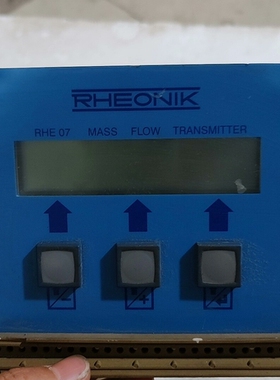 RHEONIK
RHE 07 MASS FLOW TRANSMITTER